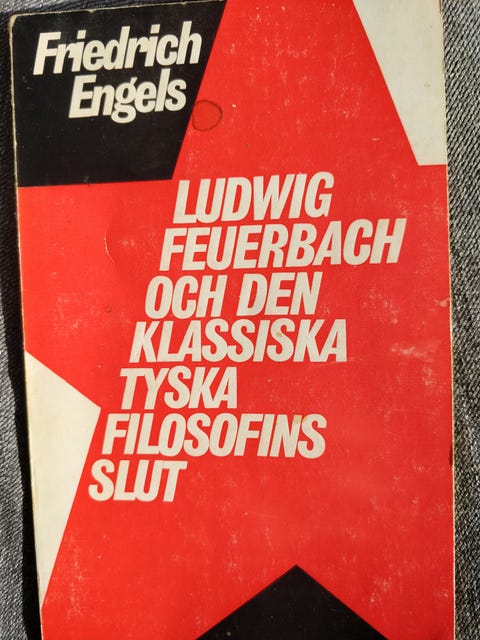 Friedrich
Engels
LUDWIG
FEUERBACH
OCH DEN
KLASSISKA
TYSKA
FILOSOFINS
SLUT